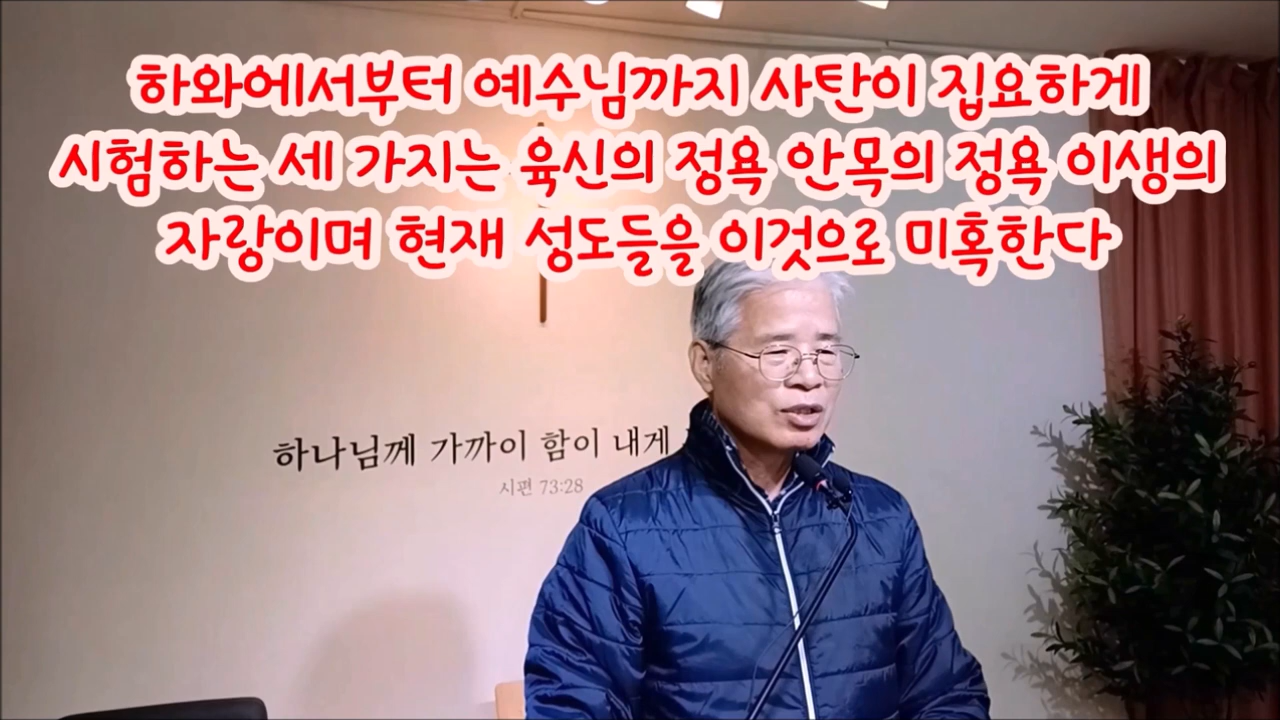 하와에서부터 예수님까지 사탄이 집요하게
시험하는 세 가지는 육신의 정욕 안목의 정욕 이생의
자랑이며 현재 성도들을 이것으로 미혹한다
하나님께 가까이 함이 내게
시편 73:28